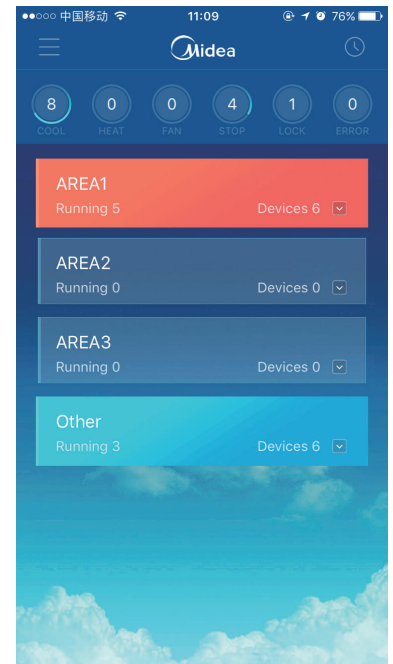 中国移动 11:09 76%
Midea
8 0 0 4 1 0
COOL HEAT FAN STOP LOCK ERROR
AREA1
Running 5 Devices 6
AREA2
Running 0 Devices 0
AREA3
Running 0 Devices 0
Other
Running 3 Devices 6